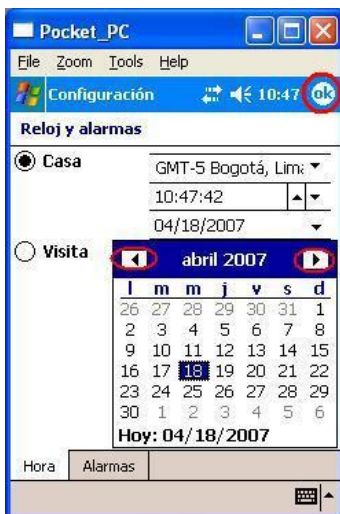 Pocket_PC
File Zoom Tools Help
Configuración 10:47 ok
Reloj y alarmas
Casa
GMT-5 Bogotá, Lima
10:47:42
04/18/2007
Visita
abril 2007
l m m j v s d
26 27 28 29 30 31 1
2 3 4 5 6 7 8
9 10 11 12 13 14 15
16 17 18 19 20 21 22
23 24 25 26 27 28 29
30 1 2 3 4 5 6
Hoy: 04/18/2007
Hora Alarmas